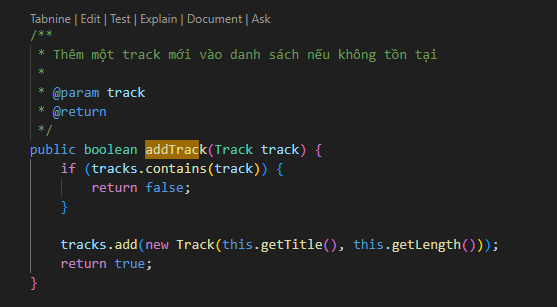 Tabnine | Edit | Test | Explain | Document | Ask
/**
 * Thêm một track mới vào danh sách nếu không tồn tại
 *
 * @param track
 * @return
 */
public boolean addTrack(Track track) {
    if (tracks.contains(track)) {
        return false;
    }

    tracks.add(new Track(this.getTitle(), this.getLength()));
    return true;
}